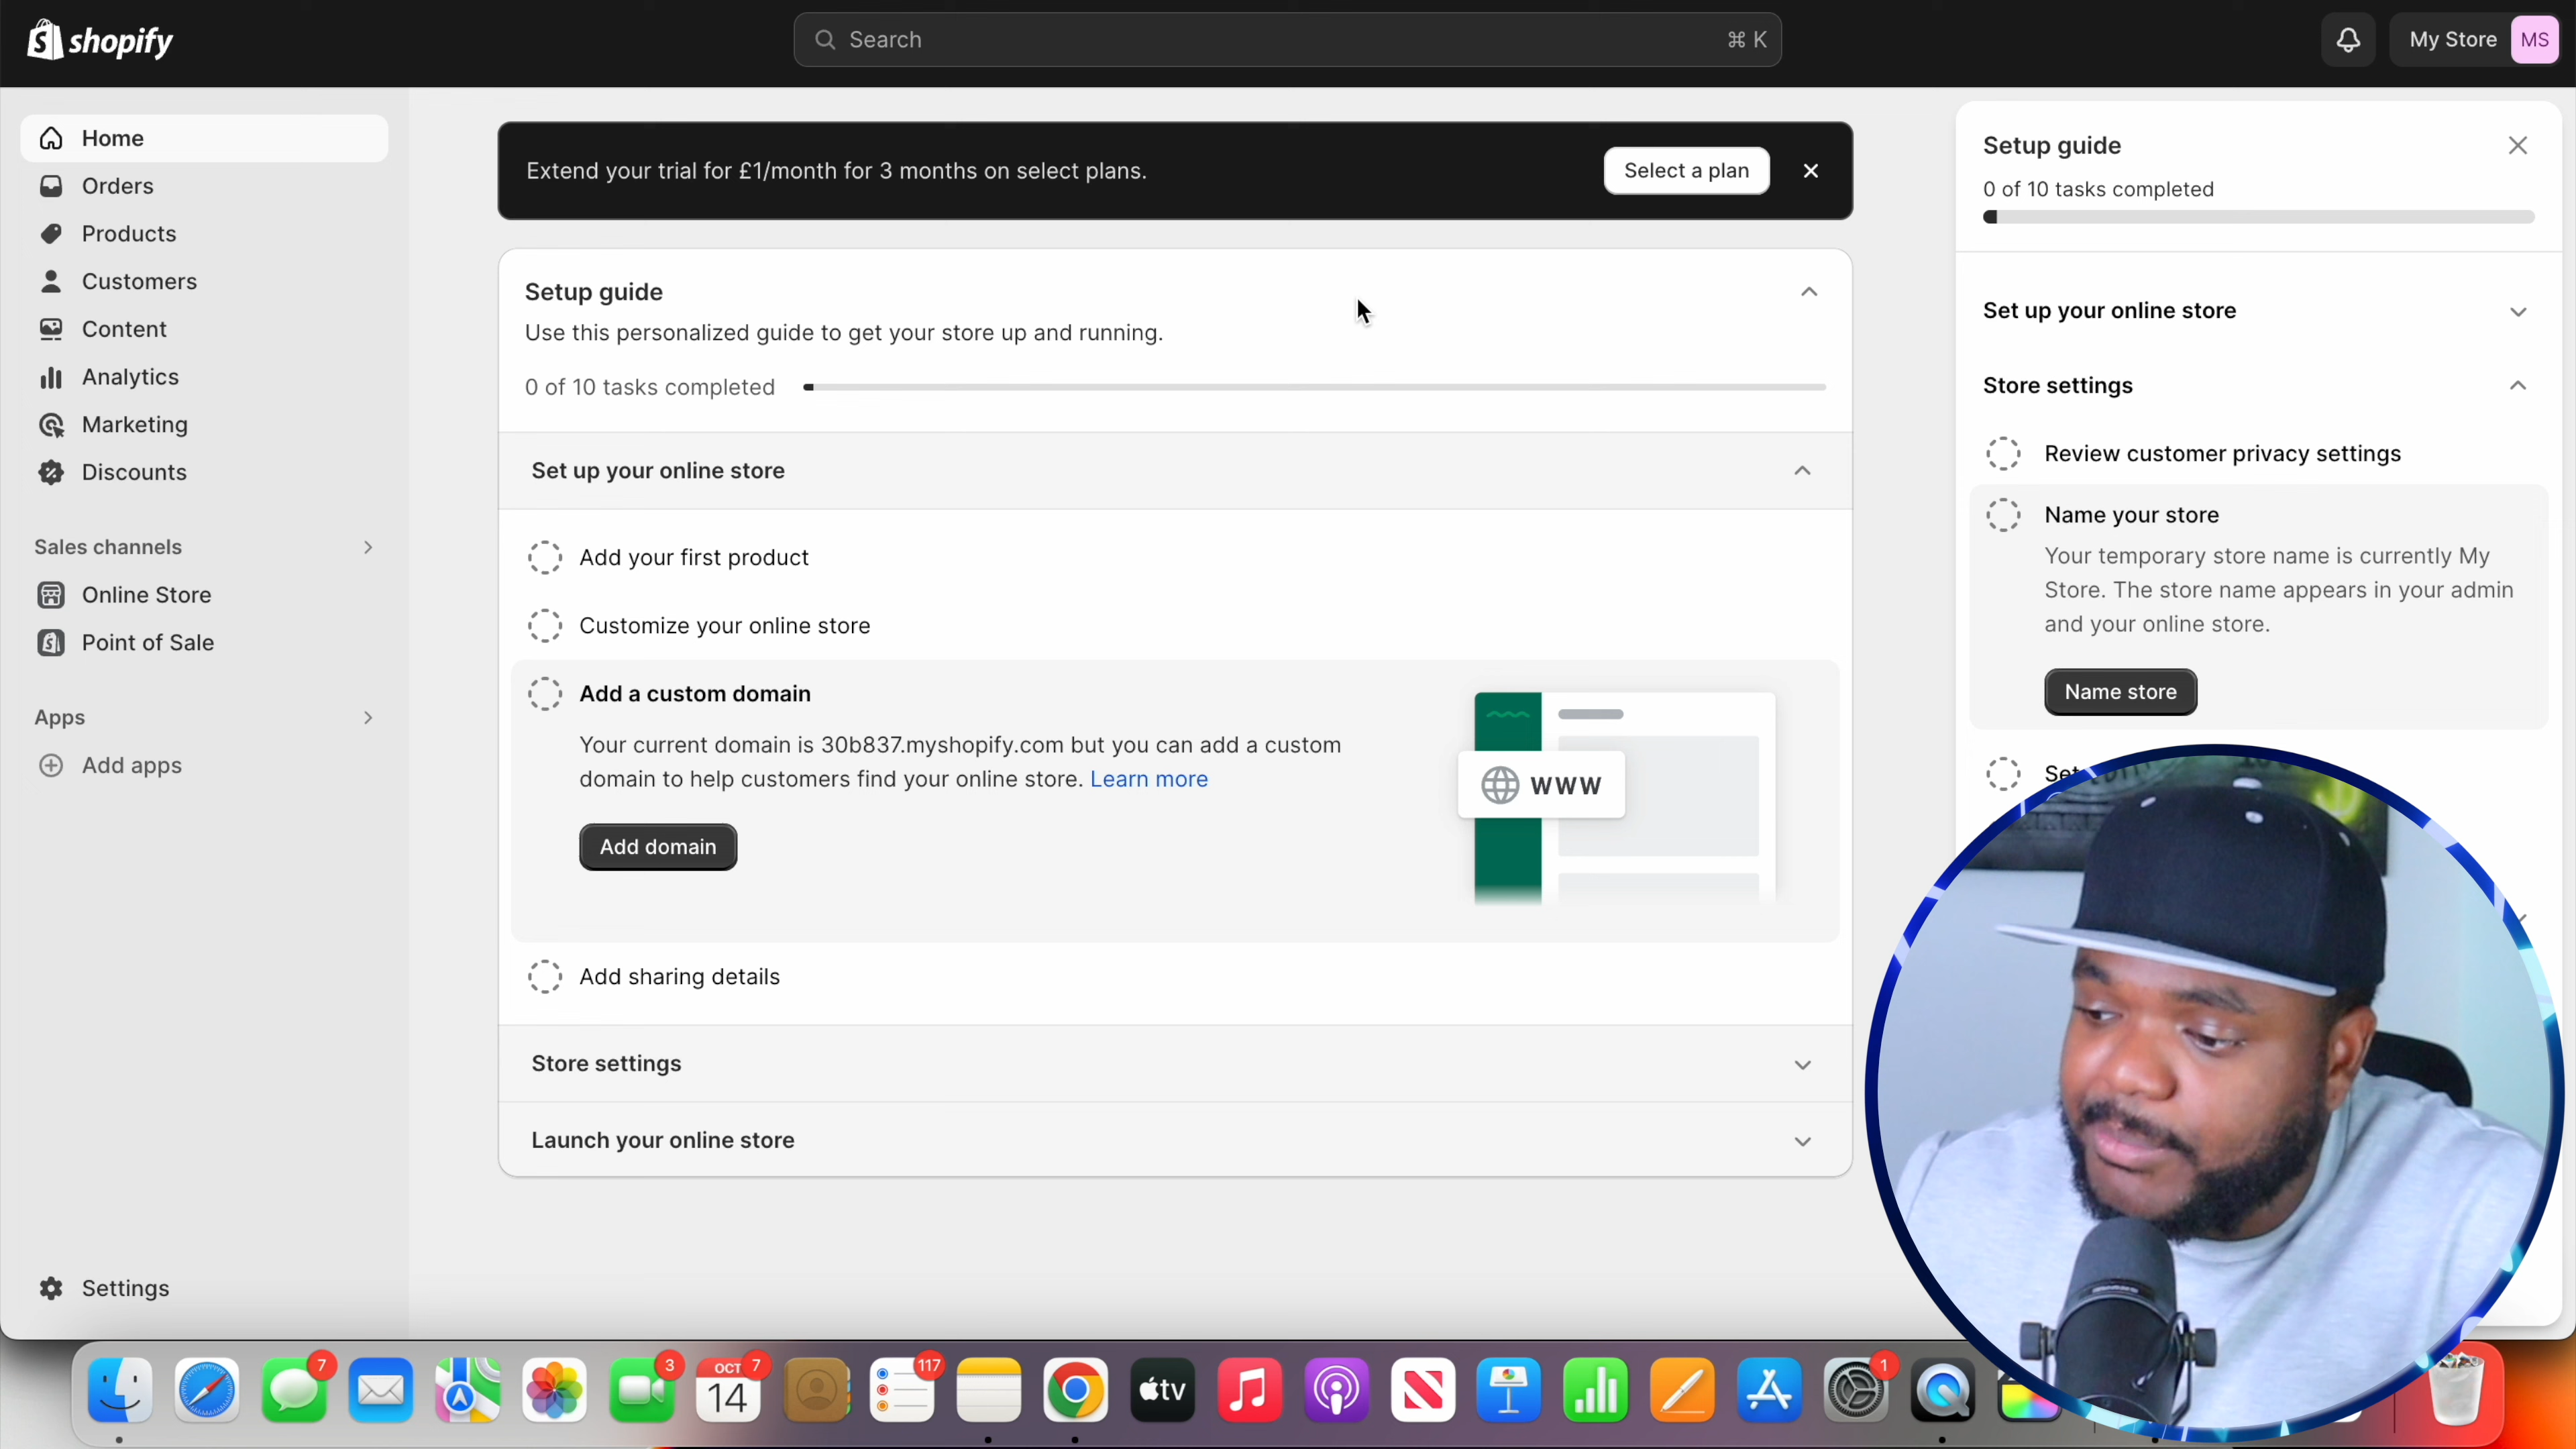 shopify
Search
⌘ K
My Store
MS
Home
Orders
Products
Customers
Content
Analytics
Marketing
Discounts
Sales channels
Online Store
Point of Sale
Apps
Add apps
Settings
Extend your trial for £1/month for 3 months on select plans.
Select a plan
Setup guide
Use this personalized guide to get your store up and running.
0 of 10 tasks completed
Set up your online store
Add your first product
Customize your online store
Add a custom domain
Your current domain is 30b837.myshopify.com but you can add a custom
domain to help customers find your online store. Learn more
Add domain
WWW
Add sharing details
Store settings
Launch your online store
Setup guide
0 of 10 tasks completed
Set up your online store
Store settings
Review customer privacy settings
Name your store
Your temporary store name is currently My
Store. The store name appears in your admin
and your online store.
Name store
7
3
OCT
7
14
117
tv
1